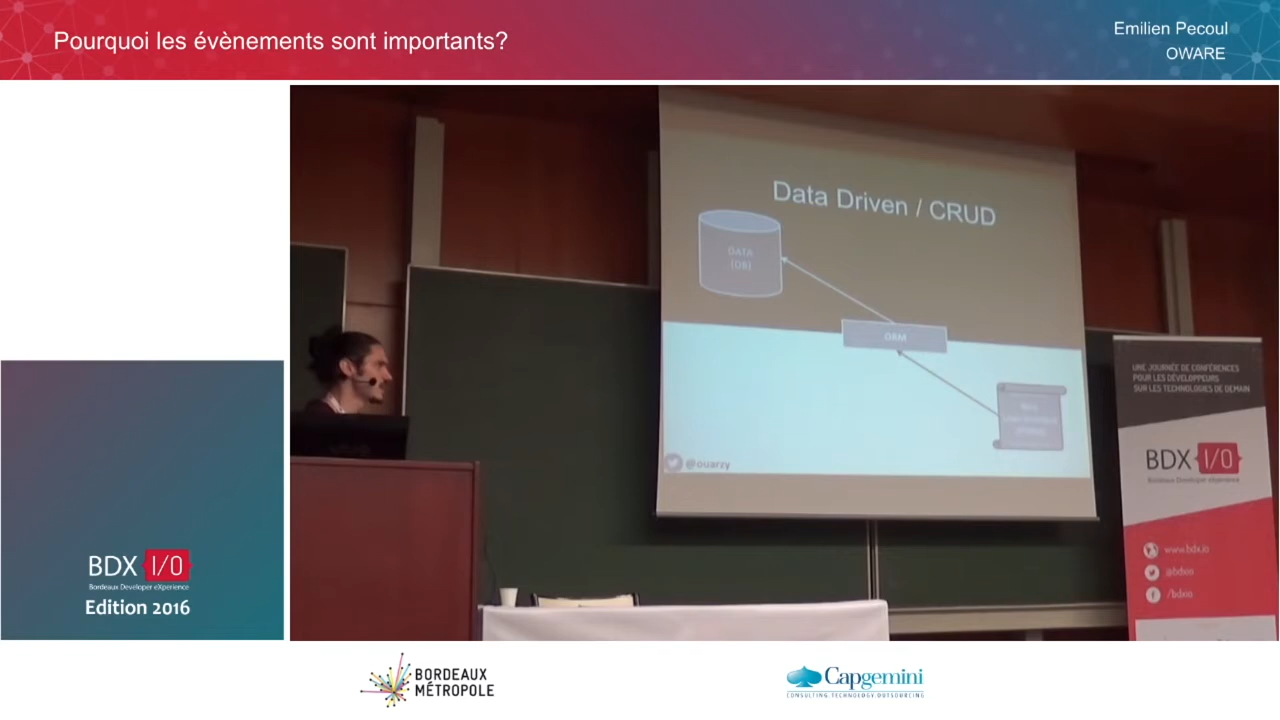 Pourquoi les évènements sont importants?
Emilien Pecoul
OWARE
Data Driven / CRUD
DATA
(DB)
ORM
@ouarzy
UNE JOURNÉE DE CONFÉRENCES
POUR LES DÉVELOPPEURS
SUR LES TECHNOLOGIES DE DEMAIN
BDX I/O
Bordeaux Developer eXperience
www.bdx.io
@bdxio
/bdxio
BDX I/O
Bordeaux Developer eXperience
Edition 2016
BORDEAUX
MÉTROPOLE
Capgemini
CONSULTING.TECHNOLOGY.OUTSOURCING